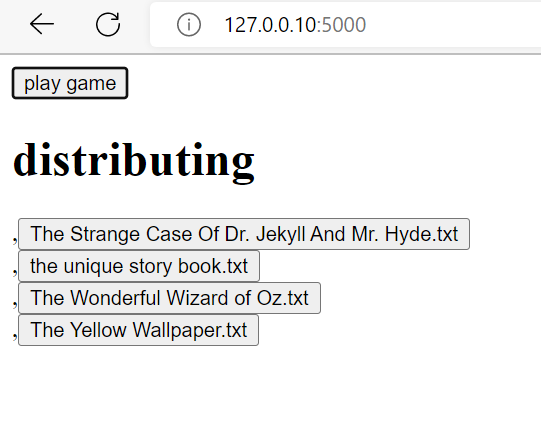 127.0.0.10:5000
play game
distributing
,The Strange Case Of Dr. Jekyll And Mr. Hyde.txt
,the unique story book.txt
,The Wonderful Wizard of Oz.txt
,The Yellow Wallpaper.txt